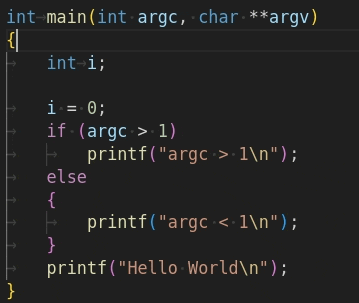 int main(int argc, char **argv)
{
    int i;

    i = 0;
    if (argc > 1)
        printf("argc > 1\n");
    else
    {
        printf("argc < 1\n");
    }
    printf("Hello World\n");
}